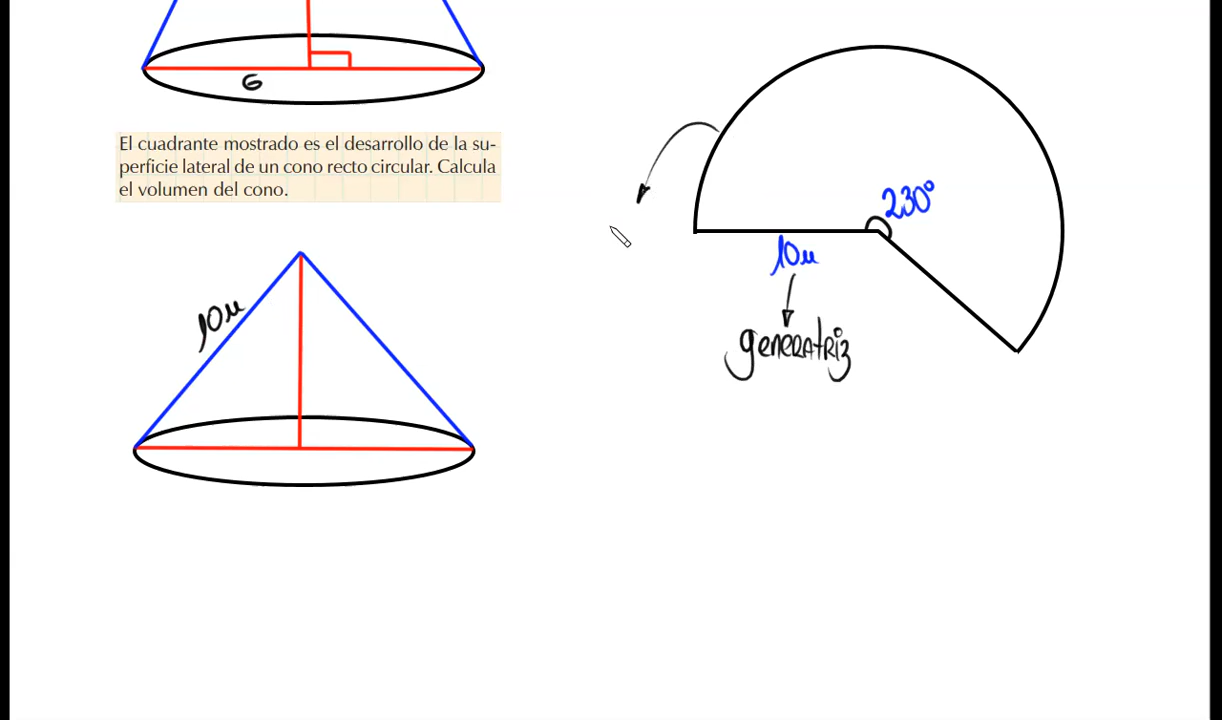 6
El cuadrante mostrado es el desarrollo de la su-
perficie lateral de un cono recto circular. Calcula
el volumen del cono.
230°
10u
generatriz
10u